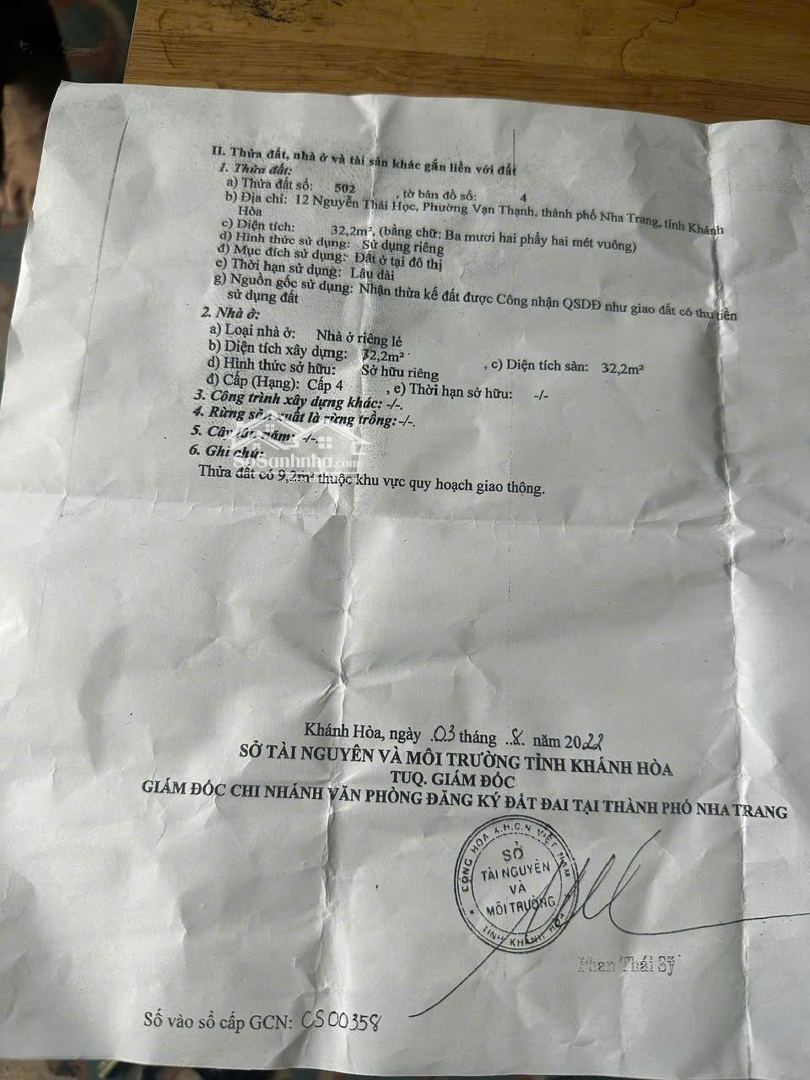 II. Thửa đất, nhà ở và tài sản khác gắn liền với đất
1. Thửa đất:
a) Thửa đất số: 502 , tờ bản đồ số: 4
b) Địa chỉ: 12 Nguyễn Thái Học, Phường Vạn Thạnh, thành phố Nha Trang, tỉnh Khánh
Hòa
c) Diện tích: 32,2m², (bằng chữ: Ba mươi hai phẩy hai mét vuông)
d) Hình thức sử dụng: Sử dụng riêng
đ) Mục đích sử dụng: Đất ở tại đô thị
e) Thời hạn sử dụng: Lâu dài
g) Nguồn gốc sử dụng: Nhận thừa kế đất được Công nhận QSDĐ như giao đất có thu tiền
sử dụng đất
2. Nhà ở:
a) Loại nhà ở: Nhà ở riêng lẻ
b) Diện tích xây dựng: 32,2m² , c) Diện tích sàn: 32,2m²
d) Hình thức sở hữu: Sở hữu riêng
đ) Cấp (Hạng): Cấp 4 , e) Thời hạn sở hữu: -/-
3. Công trình xây dựng khác: -/-.
4. Rừng sản xuất là rừng trồng: -/-.
5. Cây lâu năm: -/-.
6. Ghi chú:
SoSanhnha.com
Thửa đất có 9,2m² thuộc khu vực quy hoạch giao thông.
Khánh Hòa, ngày 03 tháng 8 năm 2022
SỞ TÀI NGUYÊN VÀ MÔI TRƯỜNG TỈNH KHÁNH HÒA
TUQ. GIÁM ĐỐC
GIÁM ĐỐC CHI NHÁNH VĂN PHÒNG ĐĂNG KÝ ĐẤT ĐAI TẠI THÀNH PHỐ NHA TRANG
CỘNG HÒA X.H.C.N VIỆT NAM
SỞ
TÀI NGUYÊN
VÀ
MÔI TRƯỜNG
TỈNH KHÁNH HÒA
Phan Thái Sỹ
Số vào sổ cấp GCN: CS00358